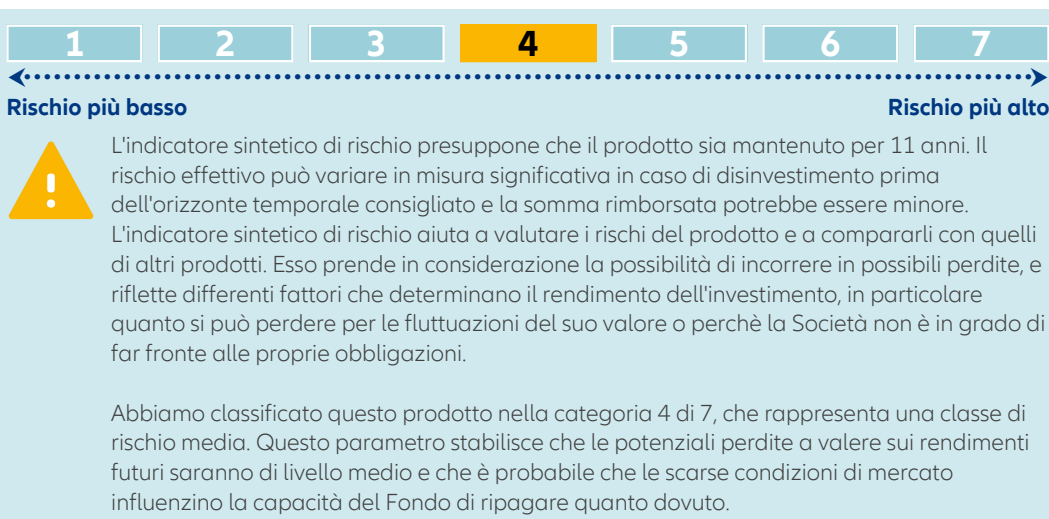 1 2 3 4 5 6 7
Rischio più basso Rischio più alto
L'indicatore sintetico di rischio presuppone che il prodotto sia mantenuto per 11 anni. Il
rischio effettivo può variare in misura significativa in caso di disinvestimento prima
dell'orizzonte temporale consigliato e la somma rimborsata potrebbe essere minore.
L'indicatore sintetico di rischio aiuta a valutare i rischi del prodotto e a compararli con quelli
di altri prodotti. Esso prende in considerazione la possibilità di incorrere in possibili perdite, e
riflette differenti fattori che determinano il rendimento dell'investimento, in particolare
quanto si può perdere per le fluttuazioni del suo valore o perchè la Società non è in grado di
far fronte alle proprie obbligazioni.
Abbiamo classificato questo prodotto nella categoria 4 di 7, che rappresenta una classe di
rischio media. Questo parametro stabilisce che le potenziali perdite a valere sui rendimenti
futuri saranno di livello medio e che è probabile che le scarse condizioni di mercato
influenzino la capacità del Fondo di ripagare quanto dovuto.